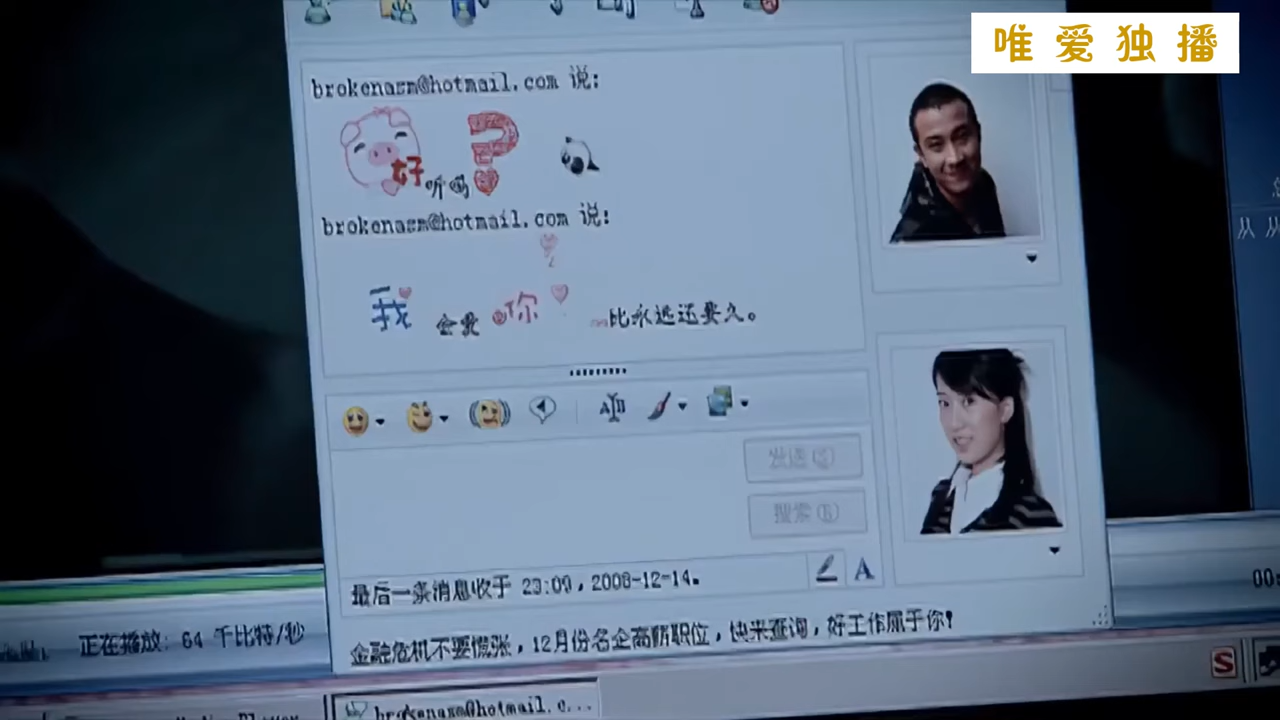 唯爱独播
brokenasm@hotmail.com 说:
好听吗?
brokenasm@hotmail.com 说:
我会爱你 比永远还要久。
发送(S)
搜索(B)
最后一条消息收于 23:09，2008-12-14。
金融危机不要慌张，12月份名企高薪职位，快来查询，好工作属于你!
正在播放: 64 千比特/秒
brokenasm@hotmail.c...